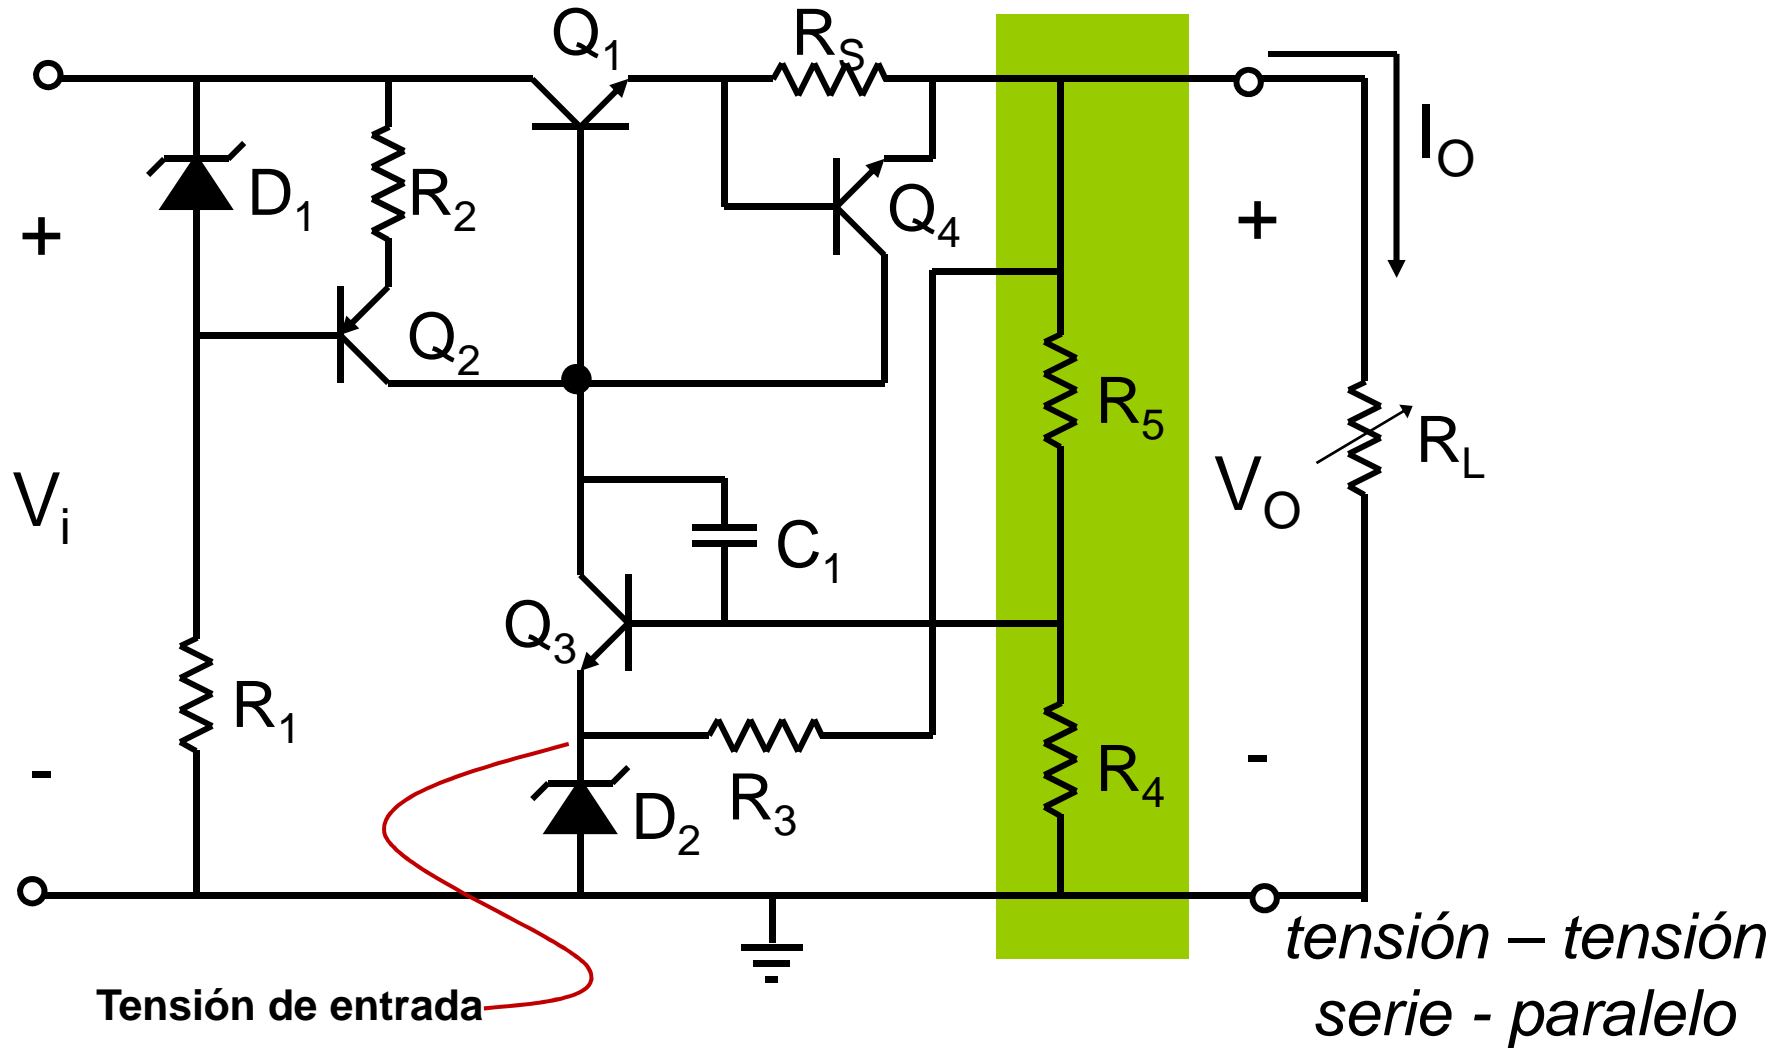 Q1
RS
IO
D1
R2
Q4
+
+
Q2
R5
RL
Vi
VO
C1
Q3
R1
R3
D2
R4
-
-
tensión – tensión
serie - paralelo
Tensión de entrada